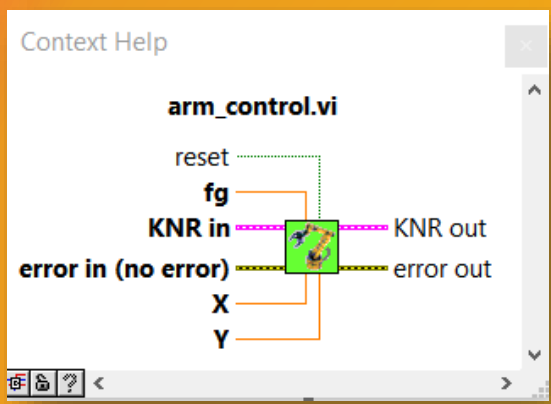 Context Help
arm_control.vi
reset
fg
KNR in KNR out
error in (no error) error out
X
Y
?